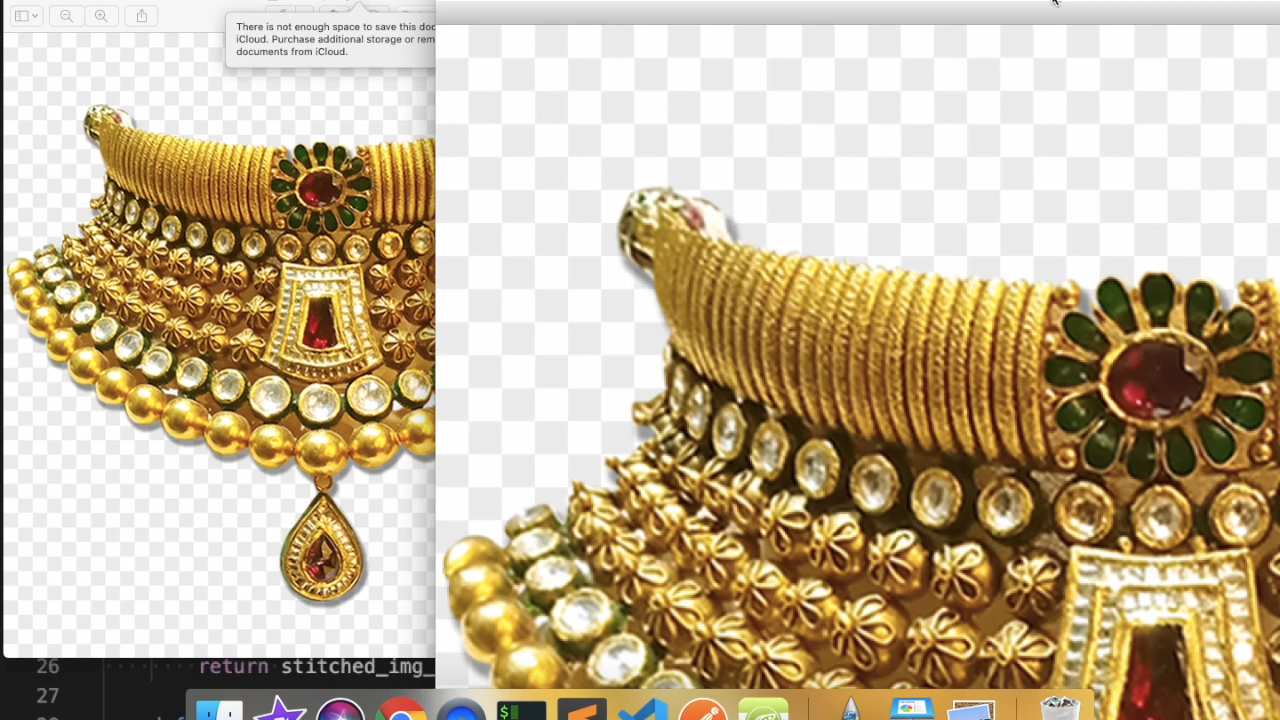 There is not enough space to save this doc
iCloud. Purchase additional storage or rem
documents from iCloud.
26
return stitched_img_
27
$